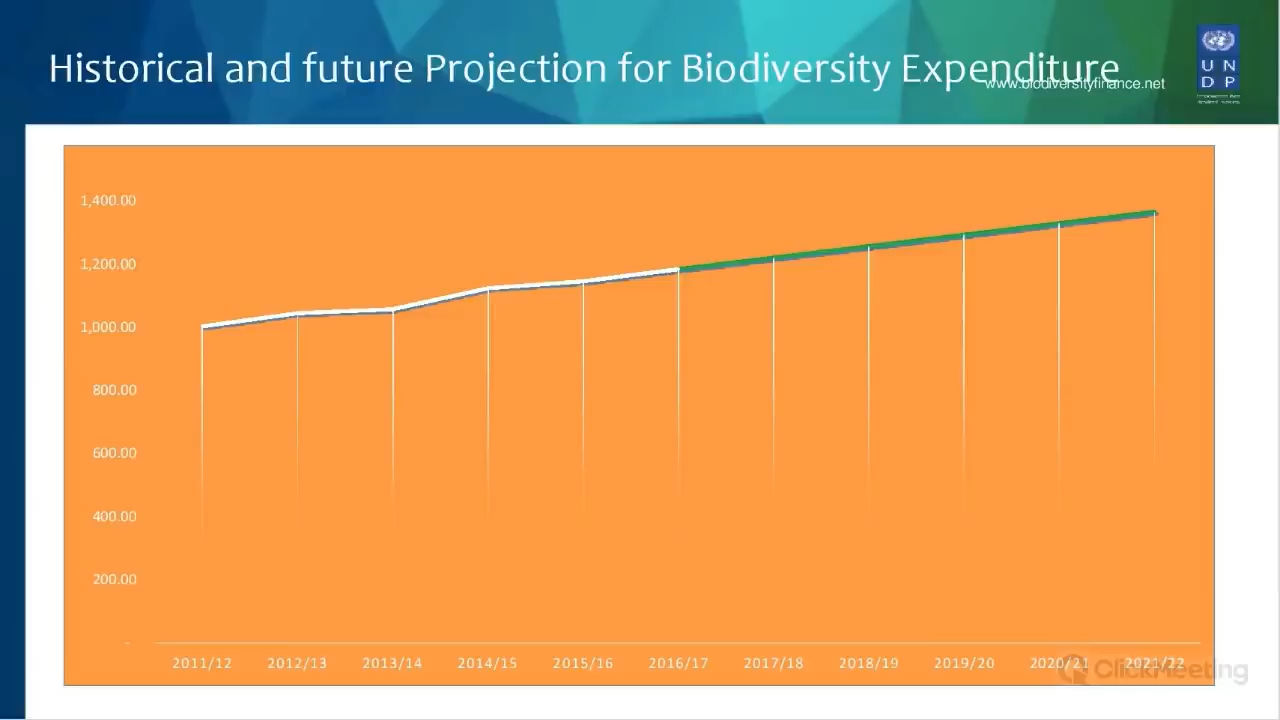 Historical and future Projection for Biodiversity Expenditure
www.biodiversityfinance.net
U N
D P
1,400.00
1,200.00
1,000.00
800.00
600.00
400.00
200.00
-
2011/12 2012/13 2013/14 2014/15 2015/16 2016/17 2017/18 2018/19 2019/20 2020/21 2021/22
ClickMeeting